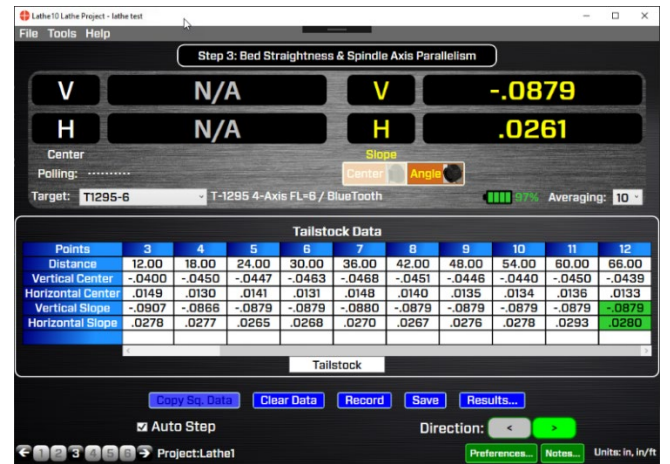 Lathe10 Lathe Project - lathe test
File Tools Help
Step 3: Bed Straightness & Spindle Axis Parallelism
V N/A V -.0879
H N/A H .0261
Center Slope
Polling: ..........
Center Angle
Target: T1295-6 T-1295 4-Axis FL=6 / BlueTooth 97% Averaging: 10
Tailstock Data
Points 3 4 5 6 7 8 9 10 11 12
Distance 12.00 18.00 24.00 30.00 36.00 42.00 48.00 54.00 60.00 66.00
Vertical Center -.0400 -.0450 -.0447 -.0463 -.0468 -.0451 -.0446 -.0440 -.0450 -.0439
Horizontal Center .0149 .0130 .0141 .0131 .0148 .0140 .0135 .0134 .0136 .0133
Vertical Slope -.0907 -.0866 -.0879 -.0879 -.0880 -.0879 -.0879 -.0879 -.0879 -.0879
Horizontal Slope .0278 .0277 .0265 .0268 .0270 .0267 .0276 .0278 .0293 .0280
Tailstock
Copy Sq. Data Clear Data Record Save Results...
Auto Step Direction: < >
1 2 3 4 5 6 Project:Lathe1 Preferences... Notes... Units: in, in/ft